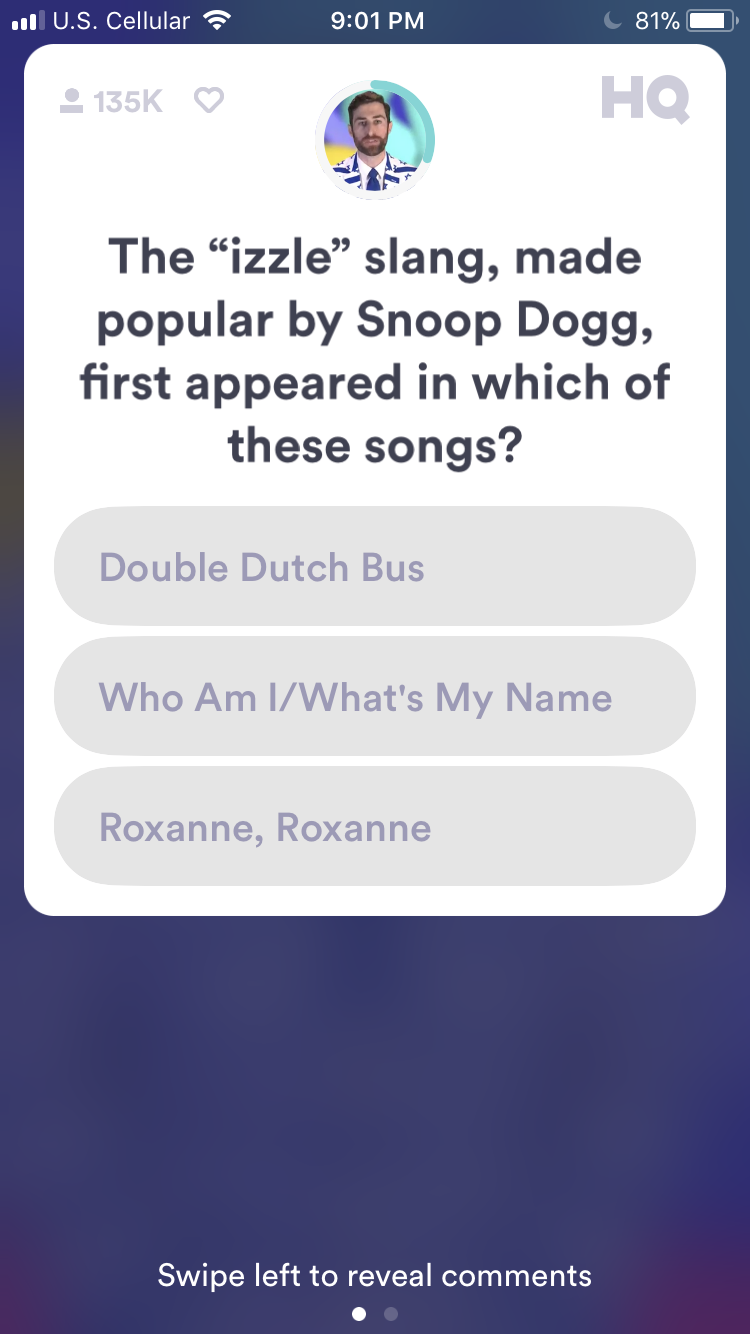 U.S. Cellular 9:01 PM 81%
135K HQ
The “izzle” slang, made
popular by Snoop Dogg,
first appeared in which of
these songs?
Double Dutch Bus
Who Am I/What's My Name
Roxanne, Roxanne
Swipe left to reveal comments